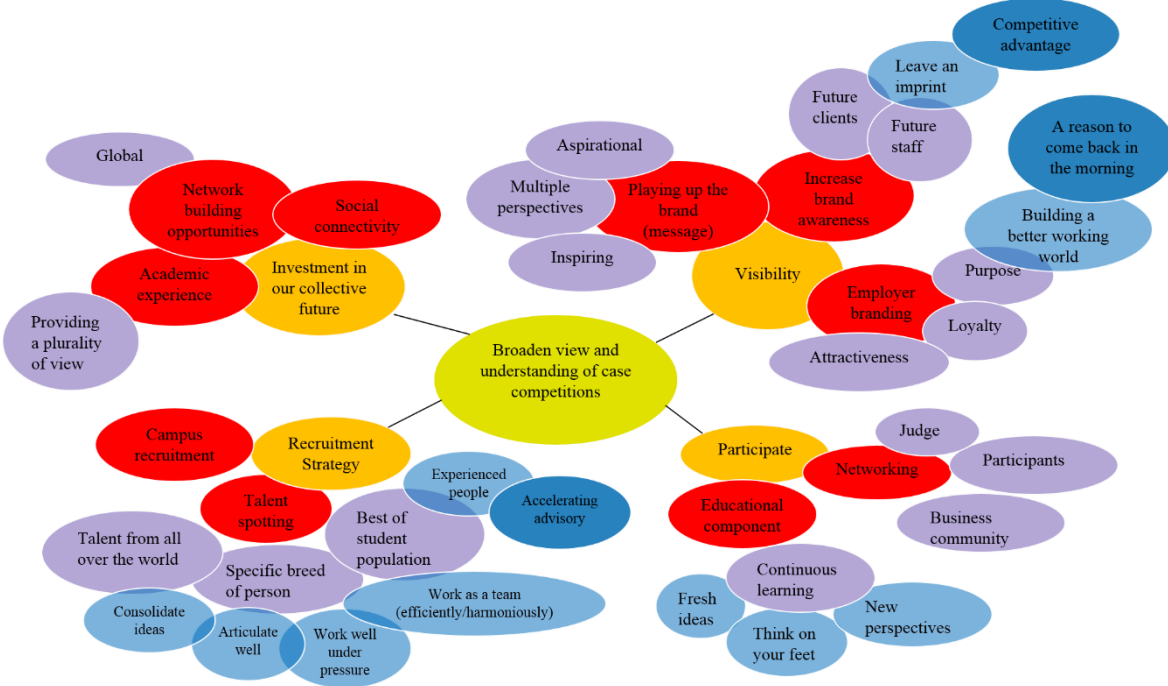 Competitive
advantage
Leave an
imprint
Future
clients
Future
staff
A reason to
come back in
the morning
Building a
better working
world
Global
Network
building
opportunities
Social
connectivity
Academic
experience
Investment in
our collective
future
Providing
a plurality
of view
Aspirational
Multiple
perspectives
Playing up the
brand
(message)
Inspiring
Increase
brand
awareness
Visibility
Employer
branding
Purpose
Loyalty
Attractiveness
Broaden view and
understanding of case
competitions
Campus
recruitment
Recruitment
Strategy
Talent
spotting
Experienced
people
Accelerating
advisory
Best of
student
population
Talent from all
over the world
Specific breed
of person
Work as a team
(efficiently/harmoniously)
Consolidate
ideas
Articulate
well
Work well
under
pressure
Participate
Judge
Networking
Participants
Educational
component
Business
community
Continuous
learning
Fresh
ideas
Think on
your feet
New
perspectives